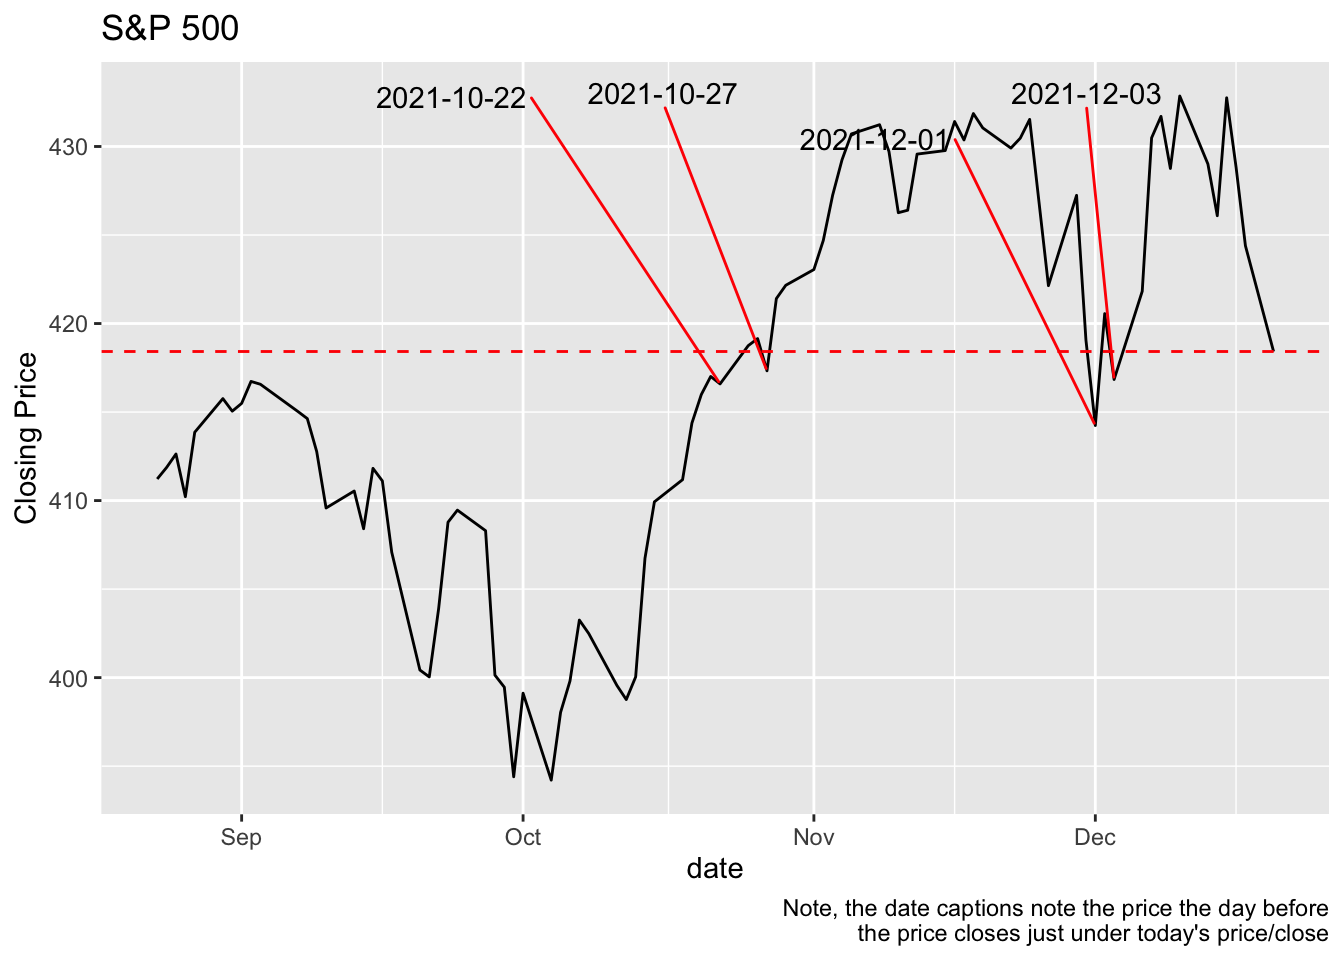 S&P 500
2021-10-22
2021-10-27
2021-12-03
2021-12-01
430
420
410
400
Closing Price
Sep
Oct
Nov
Dec
date
Note, the date captions note the price the day before
the price closes just under today's price/close